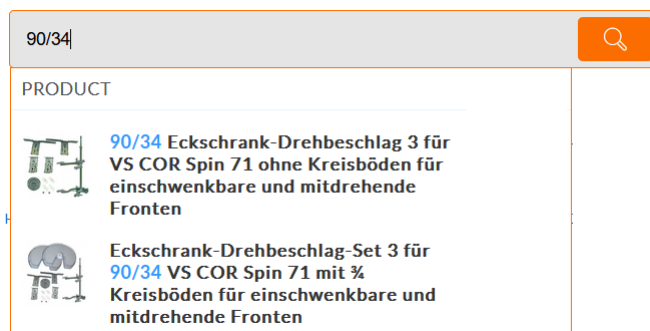 90/34
PRODUCT
90/34 Eckschrank-Drehbeschlag 3 für
VS COR Spin 71 ohne Kreisböden für
einschwenkbare und mitdrehende
Fronten
Eckschrank-Drehbeschlag-Set 3 für
90/34 VS COR Spin 71 mit ¾
Kreisböden für einschwenkbare und
mitdrehende Fronten